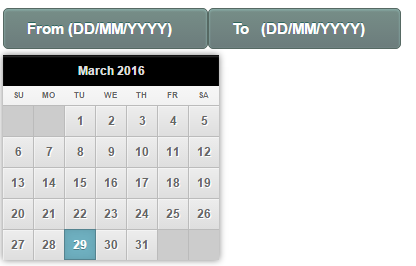 From (DD/MM/YYYY) To (DD/MM/YYYY)
March 2016
SU MO TU WE TH FR SA
1 2 3 4 5
6 7 8 9 10 11 12
13 14 15 16 17 18 19
20 21 22 23 24 25 26
27 28 29 30 31